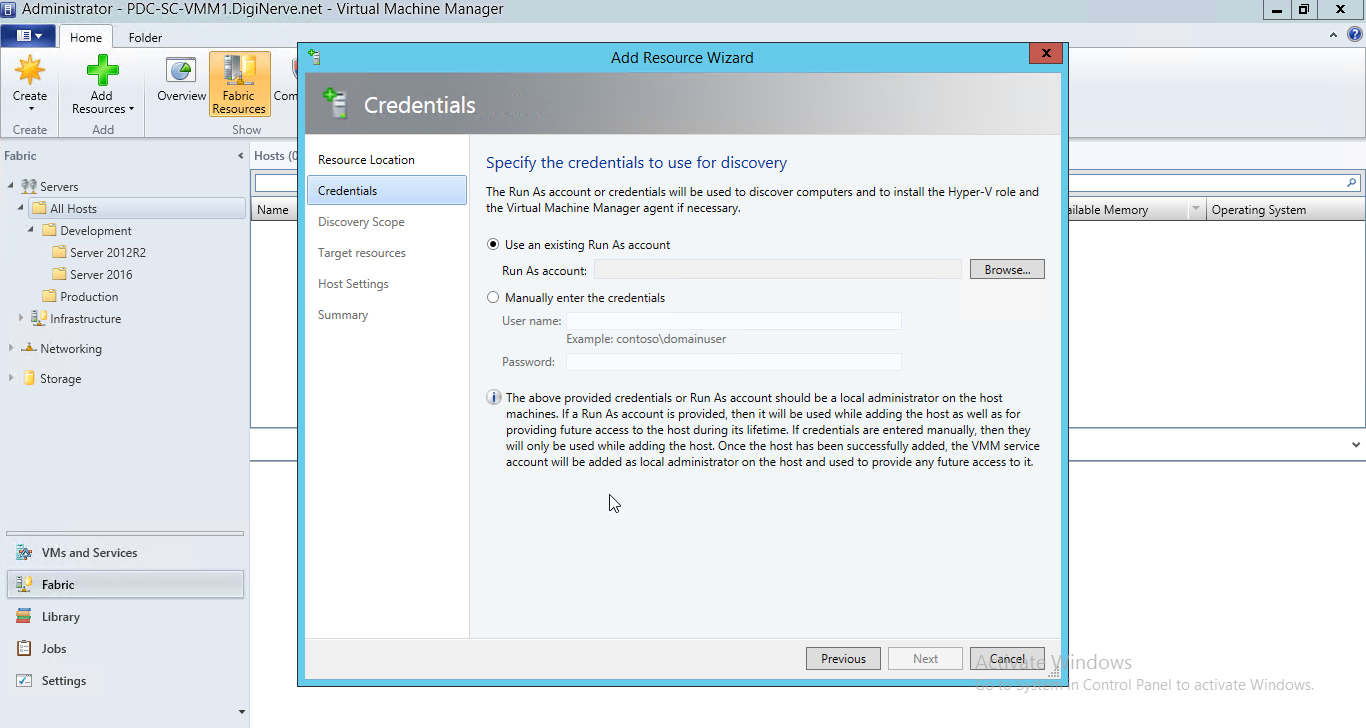 Administrator - PDC-SC-VMM1.DigiNerve.net - Virtual Machine Manager
Home
Folder
Create
Add Resources
Overview
Fabric Resources
Create
Add
Show
Fabric
Servers
All Hosts
Development
Server 2012R2
Server 2016
Production
Infrastructure
Networking
Storage
VMs and Services
Fabric
Library
Jobs
Settings
Hosts (
Name
Memory
Operating System
Add Resource Wizard
Credentials
Resource Location
Credentials
Discovery Scope
Target resources
Host Settings
Summary
Specify the credentials to use for discovery
The Run As account or credentials will be used to discover computers and to install the Hyper-V role and
the Virtual Machine Manager agent if necessary.
Use an existing Run As account
Run As account:
Browse...
Manually enter the credentials
User name:
Example: contoso\domainuser
Password:
The above provided credentials or Run As account should be a local administrator on the host
machines. If a Run As account is provided, then it will be used while adding the host as well as for
providing future access to the host during its lifetime. If credentials are entered manually, then they
will only be used while adding the host. Once the host has been successfully added, the VMM service
account will be added as local administrator on the host and used to provide any future access to it.
Previous
Next
Cancel
Activate Windows
Go to System in Control Panel to activate Windows.